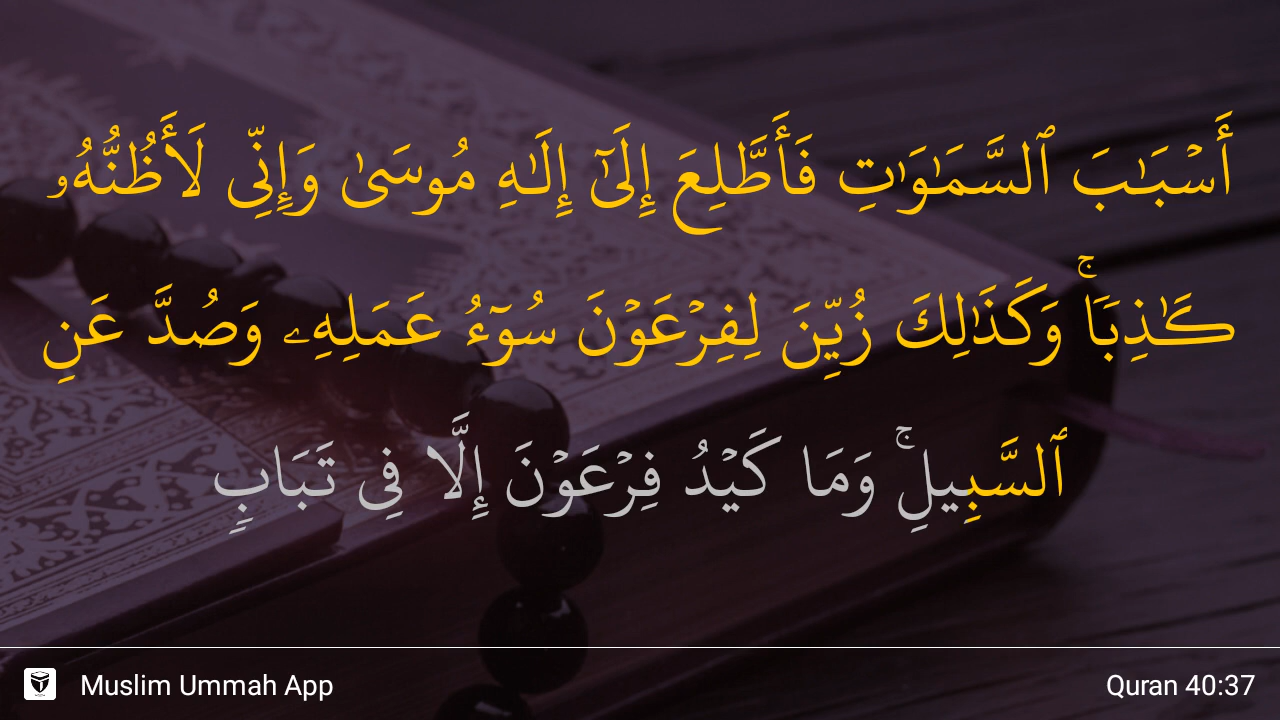 أَسْبَٰبَ ٱلسَّمَٰوَٰتِ فَأَطَّلِعَ إِلَىٰٓ إِلَٰهِ مُوسَىٰ وَإِنِّى لَأَظُنُّهُۥ
كَٰذِبًا ۚ وَكَذَٰلِكَ زُيِّنَ لِفِرْعَوْنَ سُوٓءُ عَمَلِهِۦ وَصُدَّ عَنِ
ٱلسَّبِيلِ ۚ وَمَا كَيْدُ فِرْعَوْنَ إِلَّا فِى تَبَابٍ
Muslim Ummah App
Quran 40:37